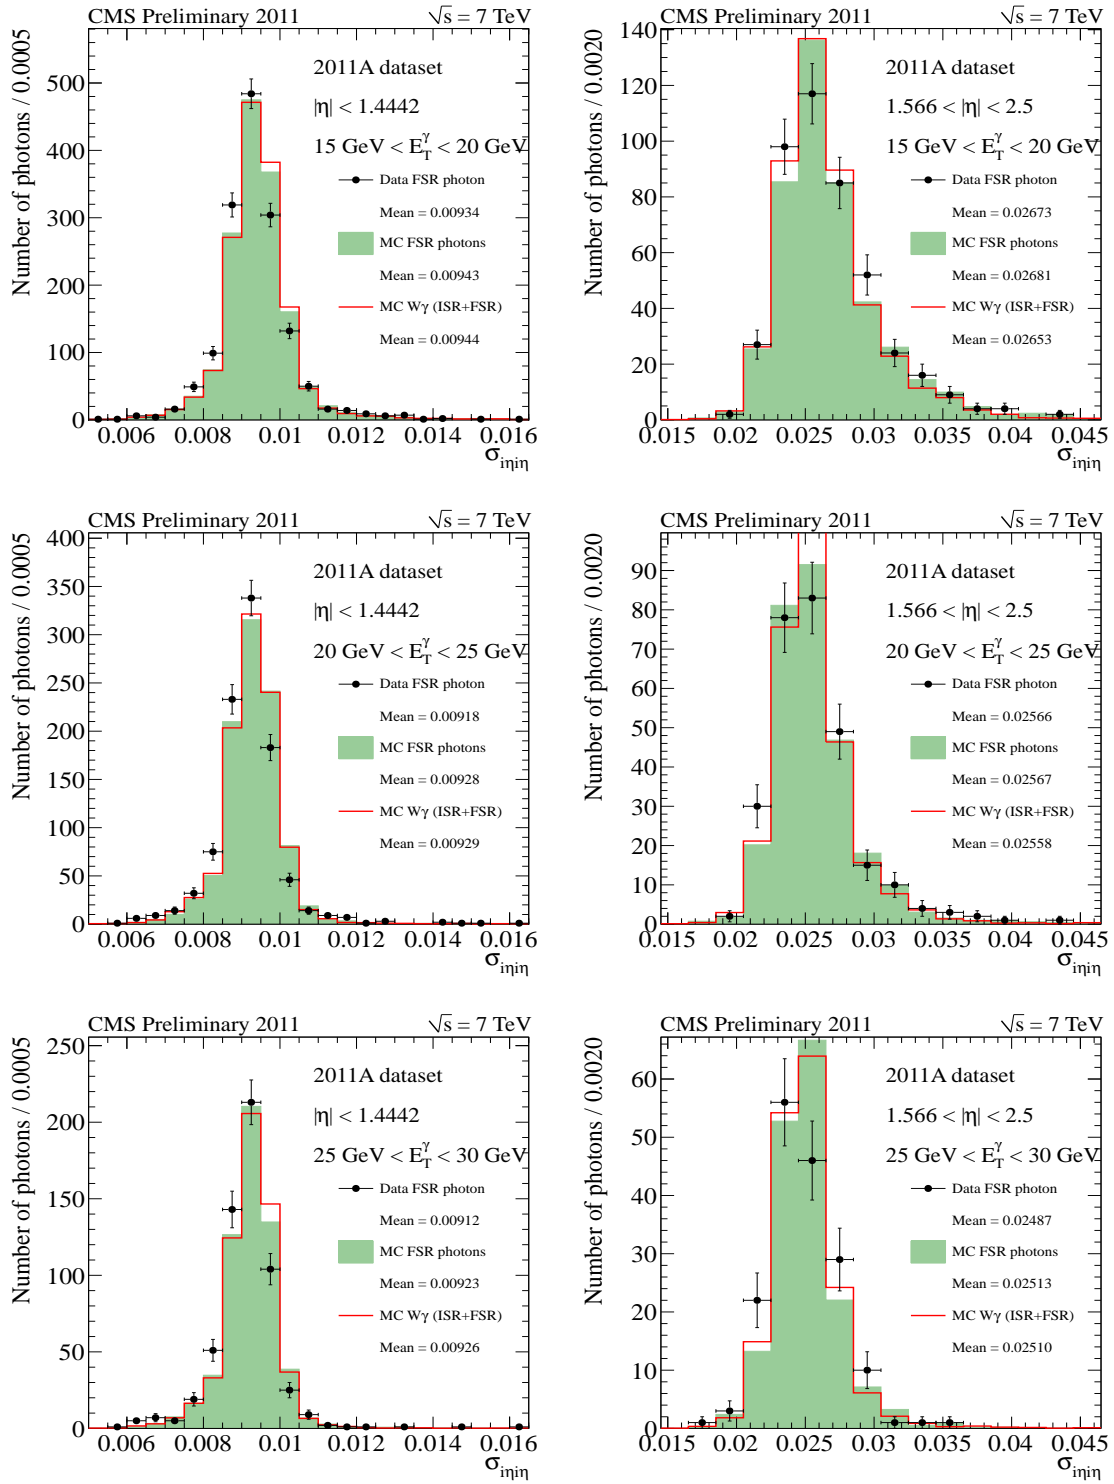 CMS Preliminary 2011 √s = 7 TeV
Number of photons / 0.0005
500
400
300
200
100
0
2011A dataset
|η| < 1.4442
15 GeV < E_T^γ < 20 GeV
Data FSR photon
Mean = 0.00934
MC FSR photons
Mean = 0.00943
MC Wγ (ISR+FSR)
Mean = 0.00944
0.006 0.008 0.01 0.012 0.014 0.016
σ_iηiη
CMS Preliminary 2011 √s = 7 TeV
Number of photons / 0.0020
140
120
100
80
60
40
20
0
2011A dataset
1.566 < |η| < 2.5
15 GeV < E_T^γ < 20 GeV
Data FSR photon
Mean = 0.02673
MC FSR photons
Mean = 0.02681
MC Wγ (ISR+FSR)
Mean = 0.02653
0.015 0.02 0.025 0.03 0.035 0.04 0.045
σ_iηiη
CMS Preliminary 2011 √s = 7 TeV
Number of photons / 0.0005
400
350
300
250
200
150
100
50
0
2011A dataset
|η| < 1.4442
20 GeV < E_T^γ < 25 GeV
Data FSR photon
Mean = 0.00918
MC FSR photons
Mean = 0.00928
MC Wγ (ISR+FSR)
Mean = 0.00929
0.006 0.008 0.01 0.012 0.014 0.016
σ_iηiη
CMS Preliminary 2011 √s = 7 TeV
Number of photons / 0.0020
90
80
70
60
50
40
30
20
10
0
2011A dataset
1.566 < |η| < 2.5
20 GeV < E_T^γ < 25 GeV
Data FSR photon
Mean = 0.02566
MC FSR photons
Mean = 0.02567
MC Wγ (ISR+FSR)
Mean = 0.02558
0.015 0.02 0.025 0.03 0.035 0.04 0.045
σ_iηiη
CMS Preliminary 2011 √s = 7 TeV
Number of photons / 0.0005
250
200
150
100
50
0
2011A dataset
|η| < 1.4442
25 GeV < E_T^γ < 30 GeV
Data FSR photon
Mean = 0.00912
MC FSR photons
Mean = 0.00923
MC Wγ (ISR+FSR)
Mean = 0.00926
0.006 0.008 0.01 0.012 0.014 0.016
σ_iηiη
CMS Preliminary 2011 √s = 7 TeV
Number of photons / 0.0020
60
50
40
30
20
10
0
2011A dataset
1.566 < |η| < 2.5
25 GeV < E_T^γ < 30 GeV
Data FSR photon
Mean = 0.02487
MC FSR photons
Mean = 0.02513
MC Wγ (ISR+FSR)
Mean = 0.02510
0.015 0.02 0.025 0.03 0.035 0.04 0.045
σ_iηiη